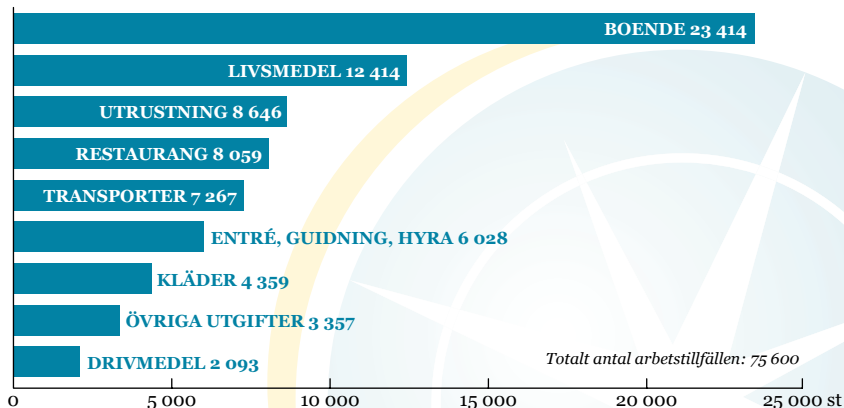 BOENDE 23 414
LIVSMEDEL 12 414
UTRUSTNING 8 646
RESTAURANG 8 059
TRANSPORTER 7 267
ENTRÉ, GUIDNING, HYRA 6 028
KLÄDER 4 359
ÖVRIGA UTGIFTER 3 357
DRIVMEDEL 2 093
Totalt antal arbetstillfällen: 75 600
0 5 000 10 000 15 000 20 000 25 000 st